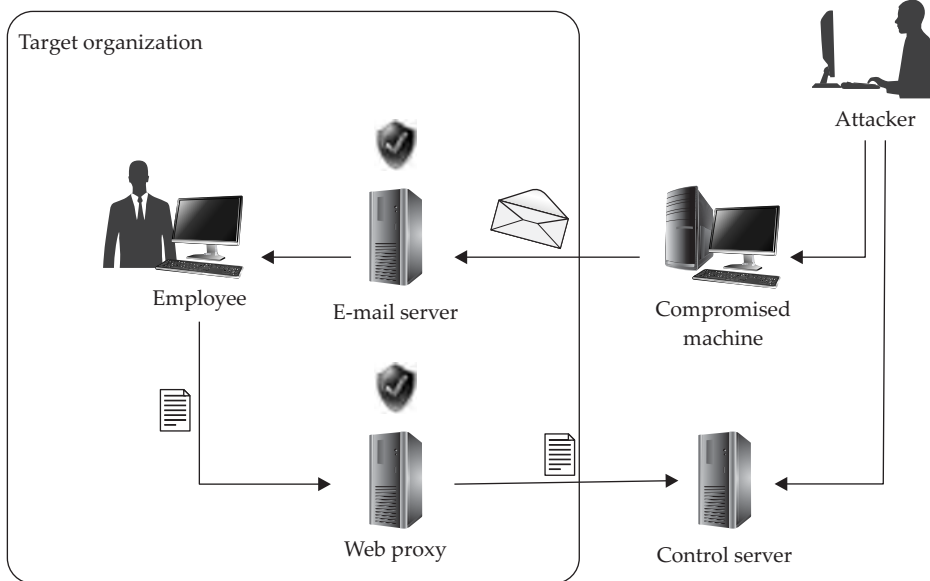 Target organization
Attacker
Employee
E-mail server
Compromised
machine
Web proxy
Control server